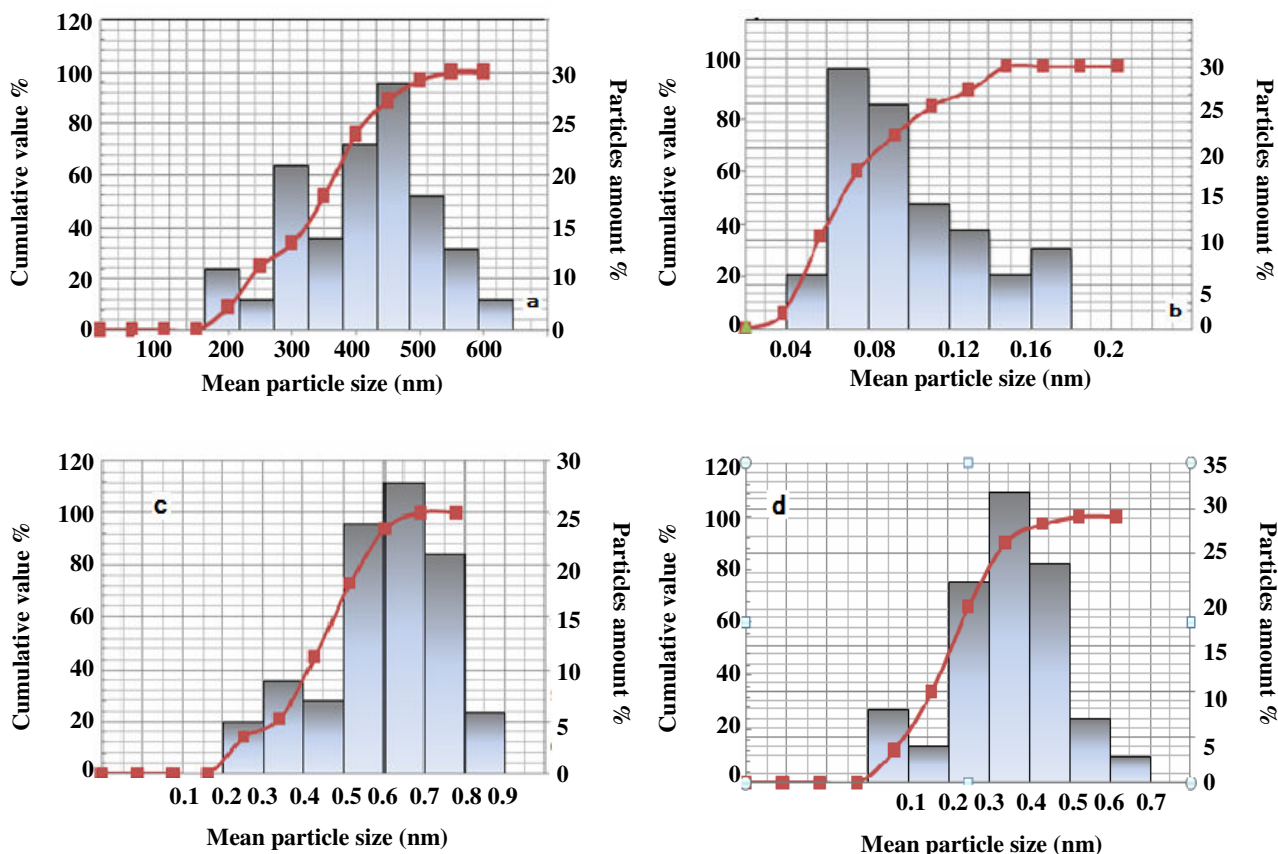 120
100
80
60
40
20
0
Cumulative value %
30
25
20
15
10
5
0
Particles amount %
a
100 200 300 400 500 600
Mean particle size (nm)
100
80
60
40
20
0
Cumulative value %
30
25
20
15
10
5
0
Particles amount %
b
0.04 0.08 0.12 0.16 0.2
Mean particle size (nm)
120
100
80
60
40
20
0
Cumulative value %
30
25
20
15
10
5
0
Particles amount %
c
0.1 0.2 0.3 0.4 0.5 0.6 0.7 0.8 0.9
Mean particle size (nm)
120
100
80
60
40
20
0
Cumulative value %
35
30
25
20
15
10
5
0
Particles amount %
d
0.1 0.2 0.3 0.4 0.5 0.6 0.7
Mean particle size (nm)